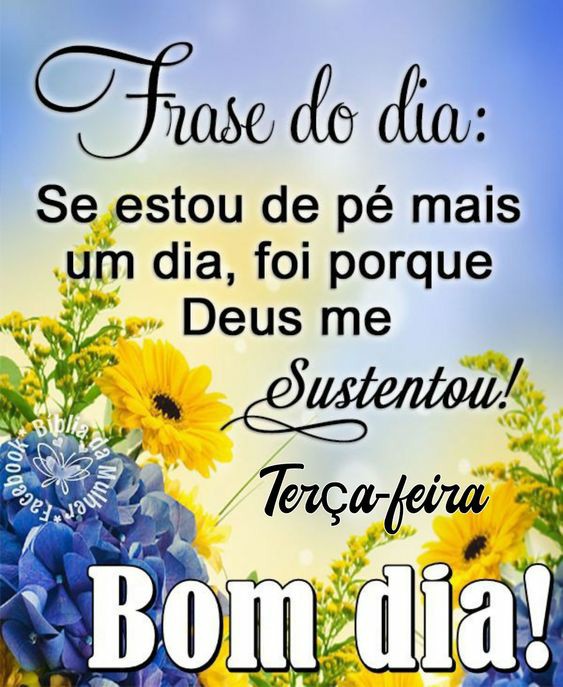 Frase do dia:
Se estou de pé mais
um dia, foi porque
Deus me
Sustentou!
*Facebook* Bíblia da Mulher
Terça-feira
Bom dia!